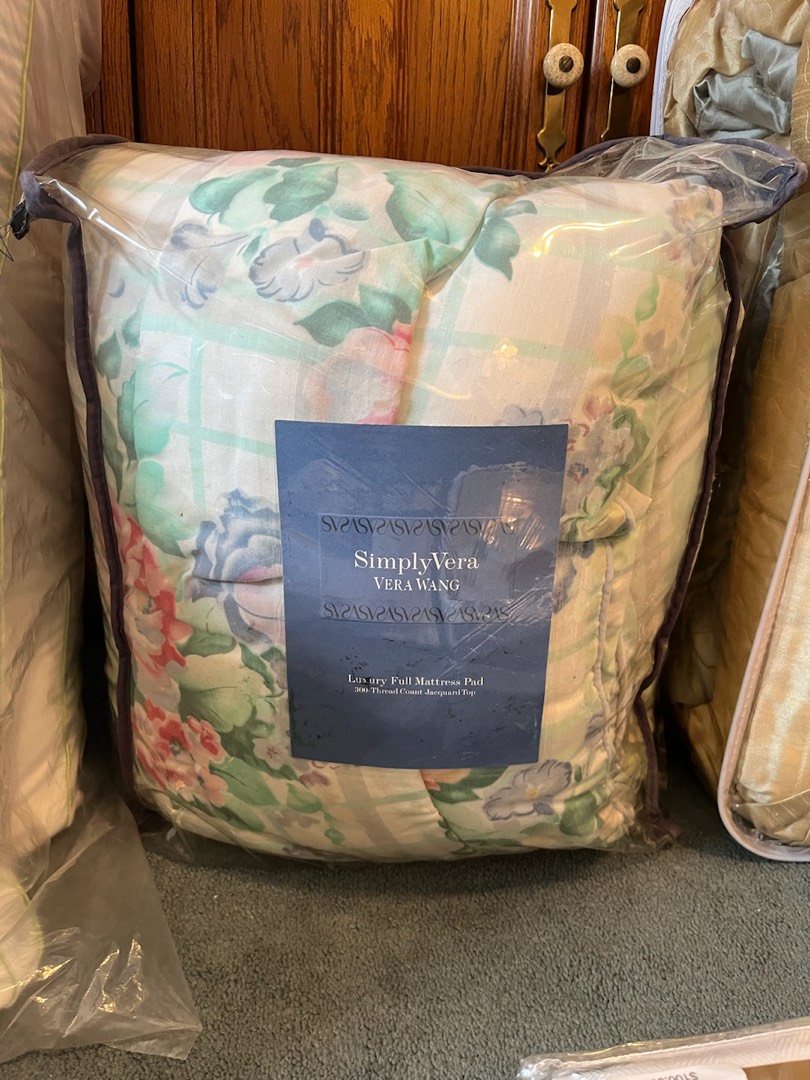 SimplyVera
VERA WANG
Luxury Full Mattress Pad
300-Thread Count Jacquard Top